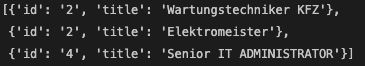 [{'id': '2', 'title': 'Wartungstechniker KFZ'},
{'id': '2', 'title': 'Elektromeister'},
{'id': '4', 'title': 'Senior IT ADMINISTRATOR'}]